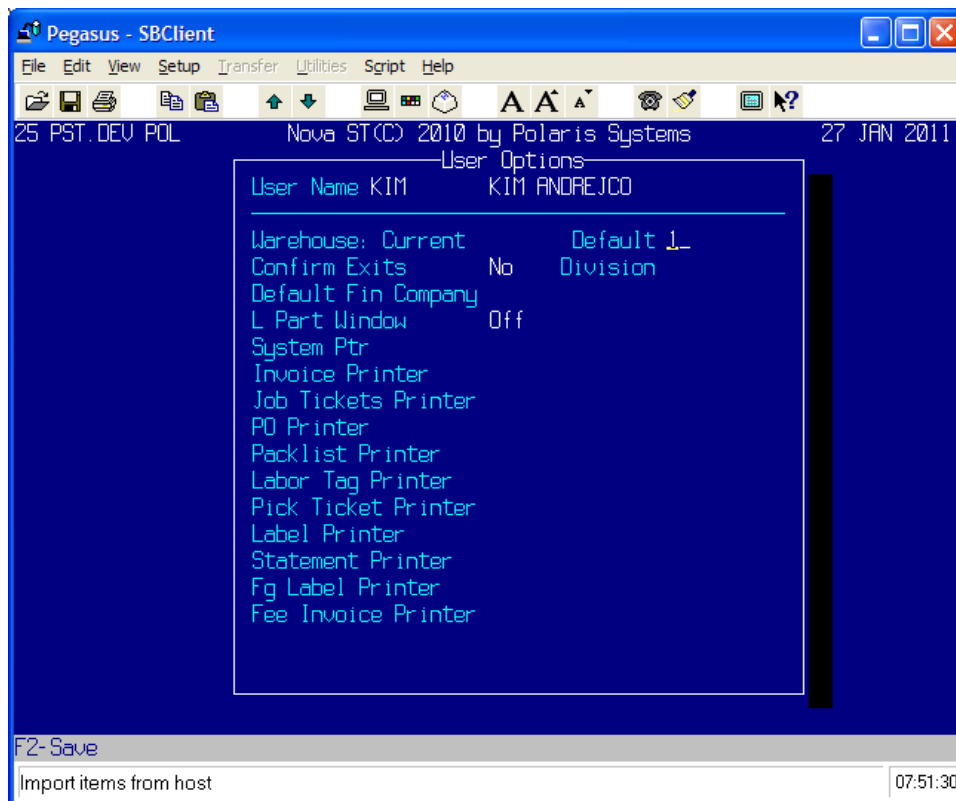 Pegasus - SBClient
File Edit View Setup Transfer Utilities Script Help
A A A
25 PST.DEV POL Nova ST(C) 2010 by Polaris Systems 27 JAN 2011
User Options
User Name KIM KIM ANDREJCO
Warehouse: Current Default 1_
Confirm Exits No Division
Default Fin Company
L Part Window Off
System Ptr
Invoice Printer
Job Tickets Printer
PO Printer
Packlist Printer
Labor Tag Printer
Pick Ticket Printer
Label Printer
Statement Printer
Fg Label Printer
Fee Invoice Printer
F2-Save
Import items from host 07:51:30